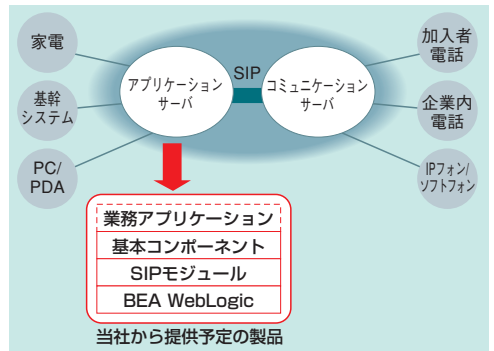 家電
基幹
システム
PC/
PDA
アプリケーション
サーバ
SIP
コミュニケーション
サーバ
加入者
電話
企業内
電話
IPフォン/
ソフトフォン
業務アプリケーション
基本コンポーネント
SIPモジュール
BEA WebLogic
当社から提供予定の製品